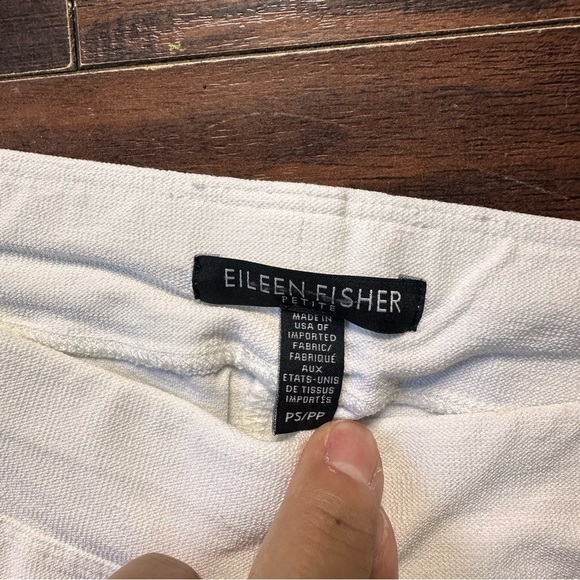 EILEEN FISHER
PETITE
MADE IN
USA OF
IMPORTED
FABRIC/
FABRIQUÉ
AUX
ETATS-UNIS
DE TISSUS
IMPORTÉS
PS/PP